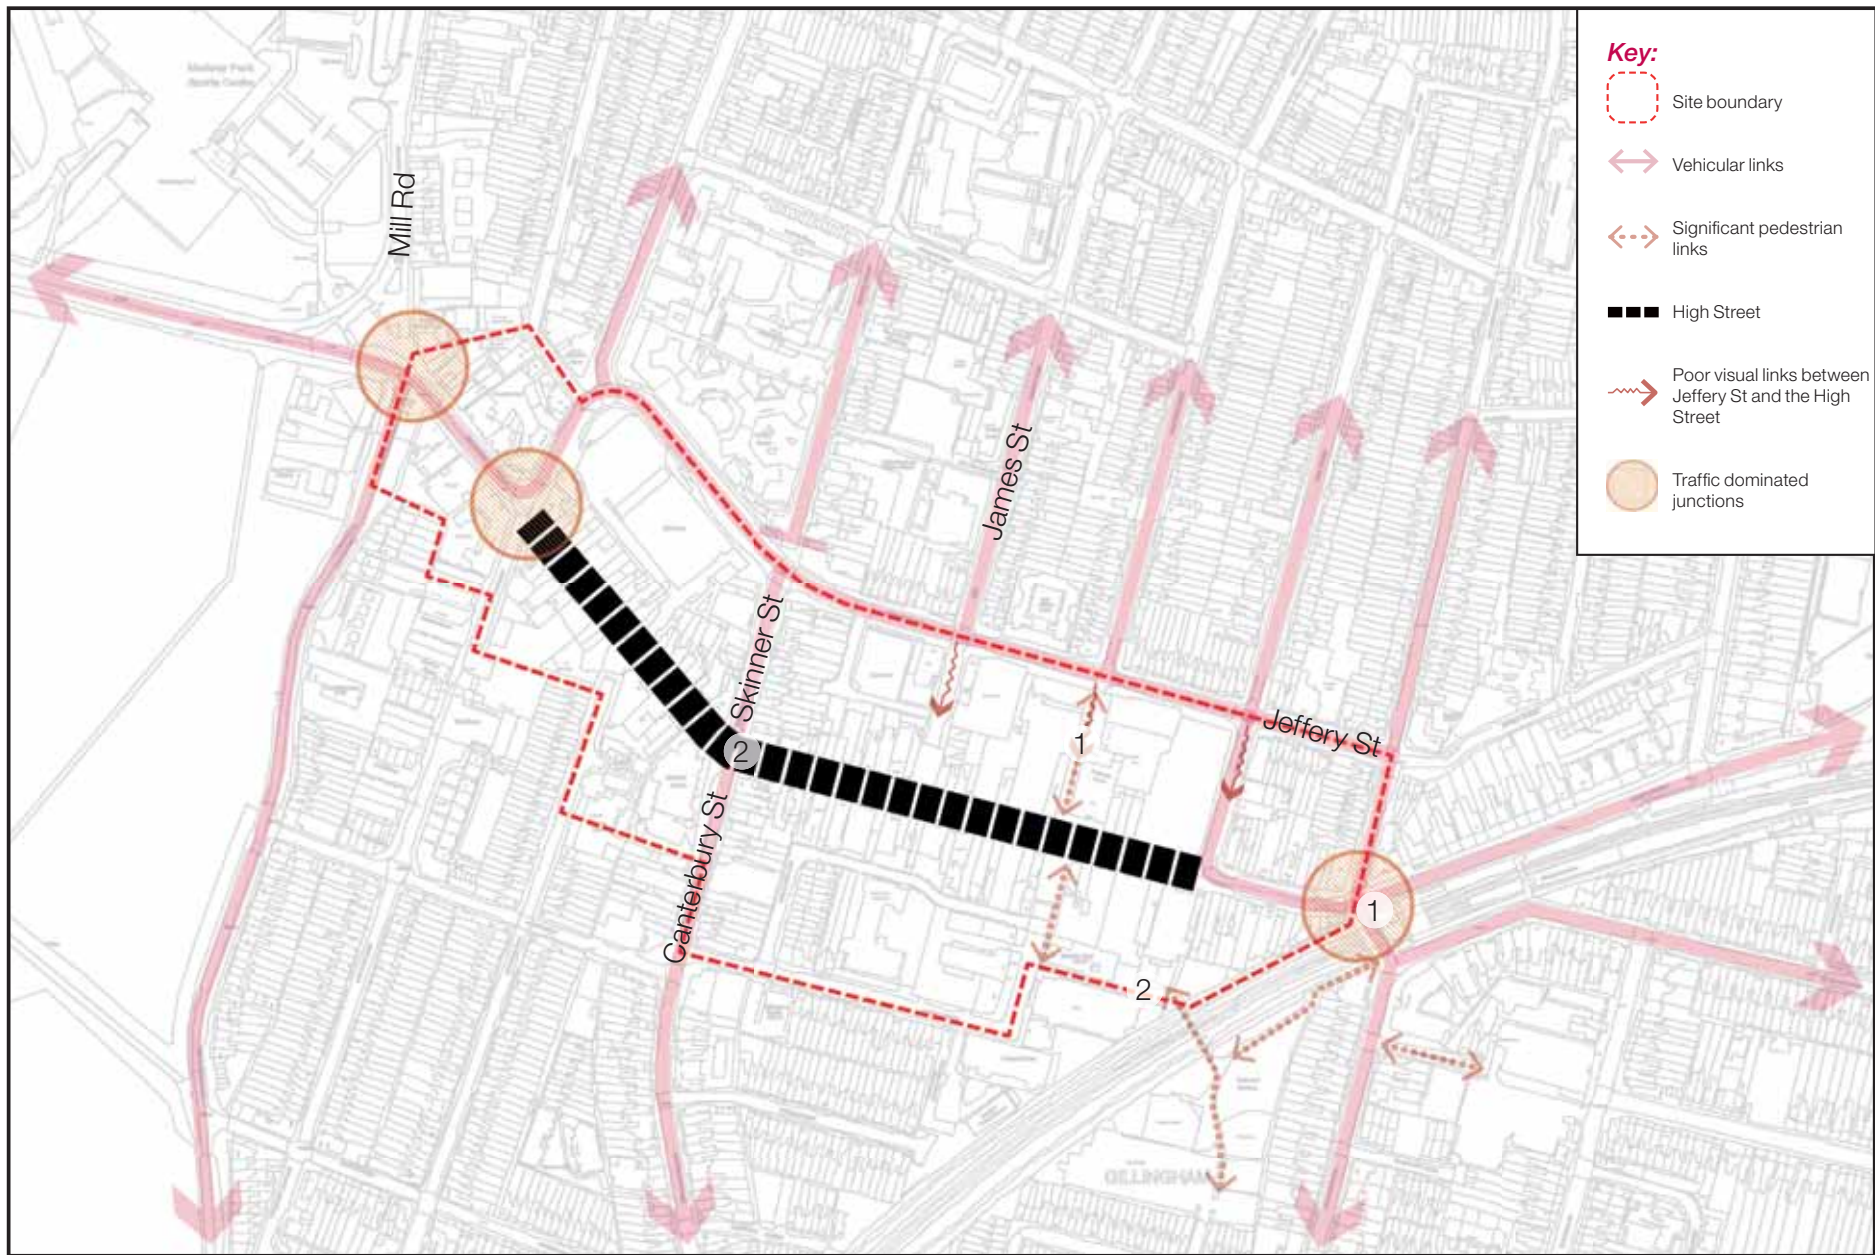 Key:
Site boundary
Vehicular links
Significant pedestrian
links
High Street
Poor visual links between
Jeffery St and the High
Street
Traffic dominated
junctions
Mill Rd
James St
Skinner St
Jeffery St
Canterbury St
1
2
1
2
GILLINGHAM